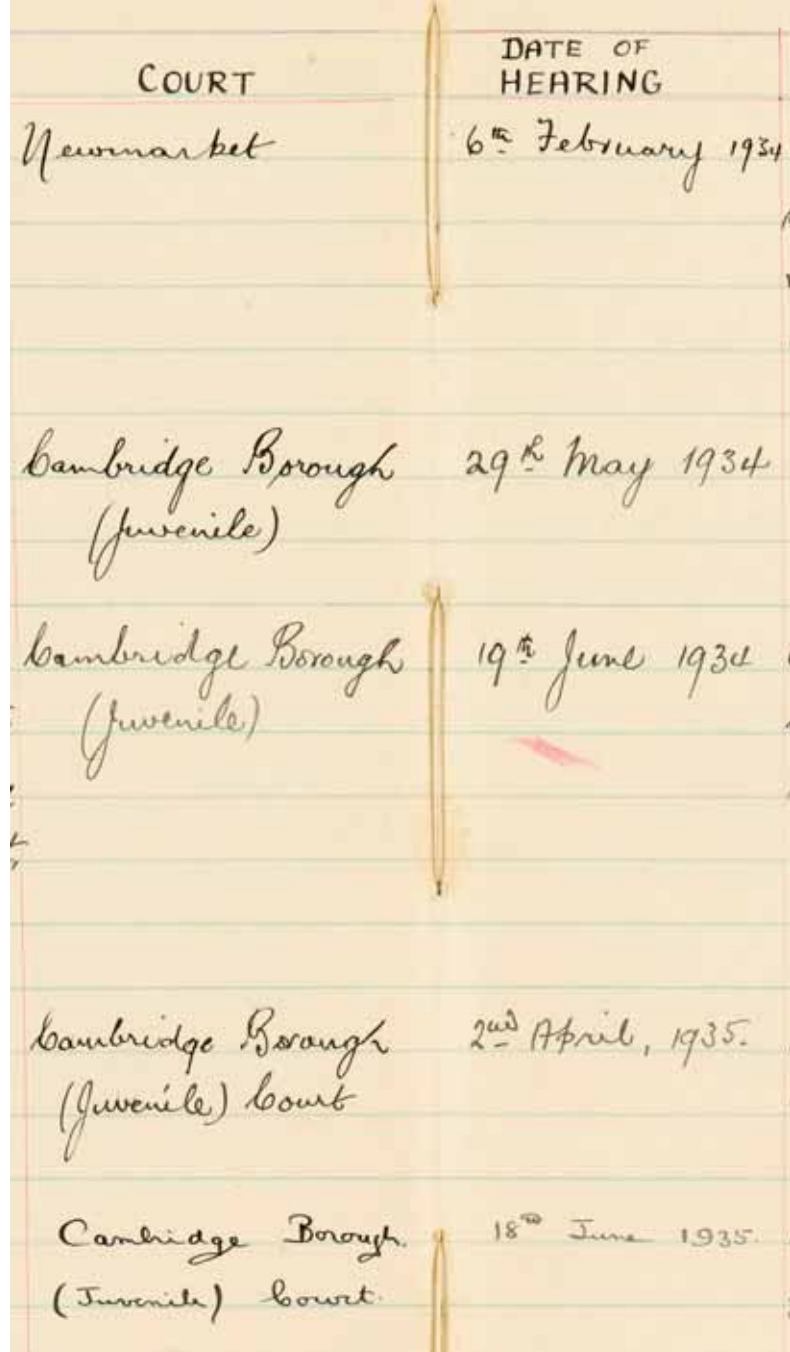 COURT
DATE OF
HEARING
Newmarket
6th February 1934
Cambridge Borough
29th May 1934
(Juvenile)
Cambridge Borough
19th June 1934
(Juvenile)
Cambridge Borough
2nd April, 1935.
(Juvenile) Court
Cambridge Borough.
18th June 1935.
(Juvenile) Court.